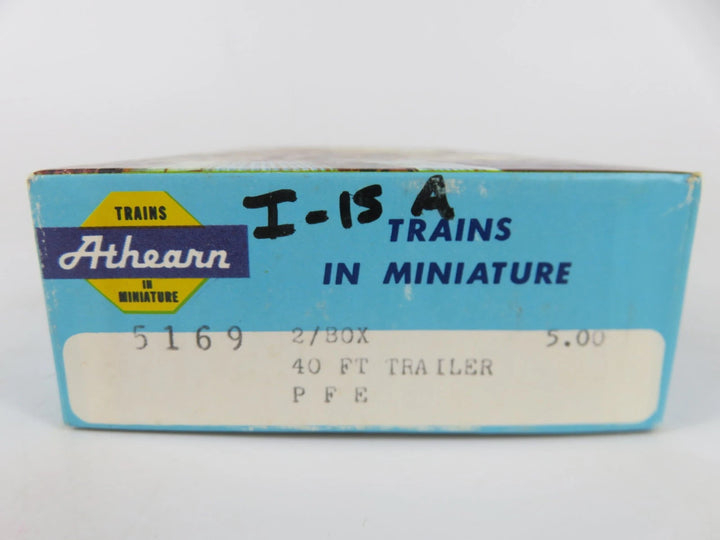 TRAINS
Athearn
IN
MINIATURE
I-15 A
TRAINS
IN MINIATURE
5169 2/BOX 5.00
40 FT TRAILER
P F E